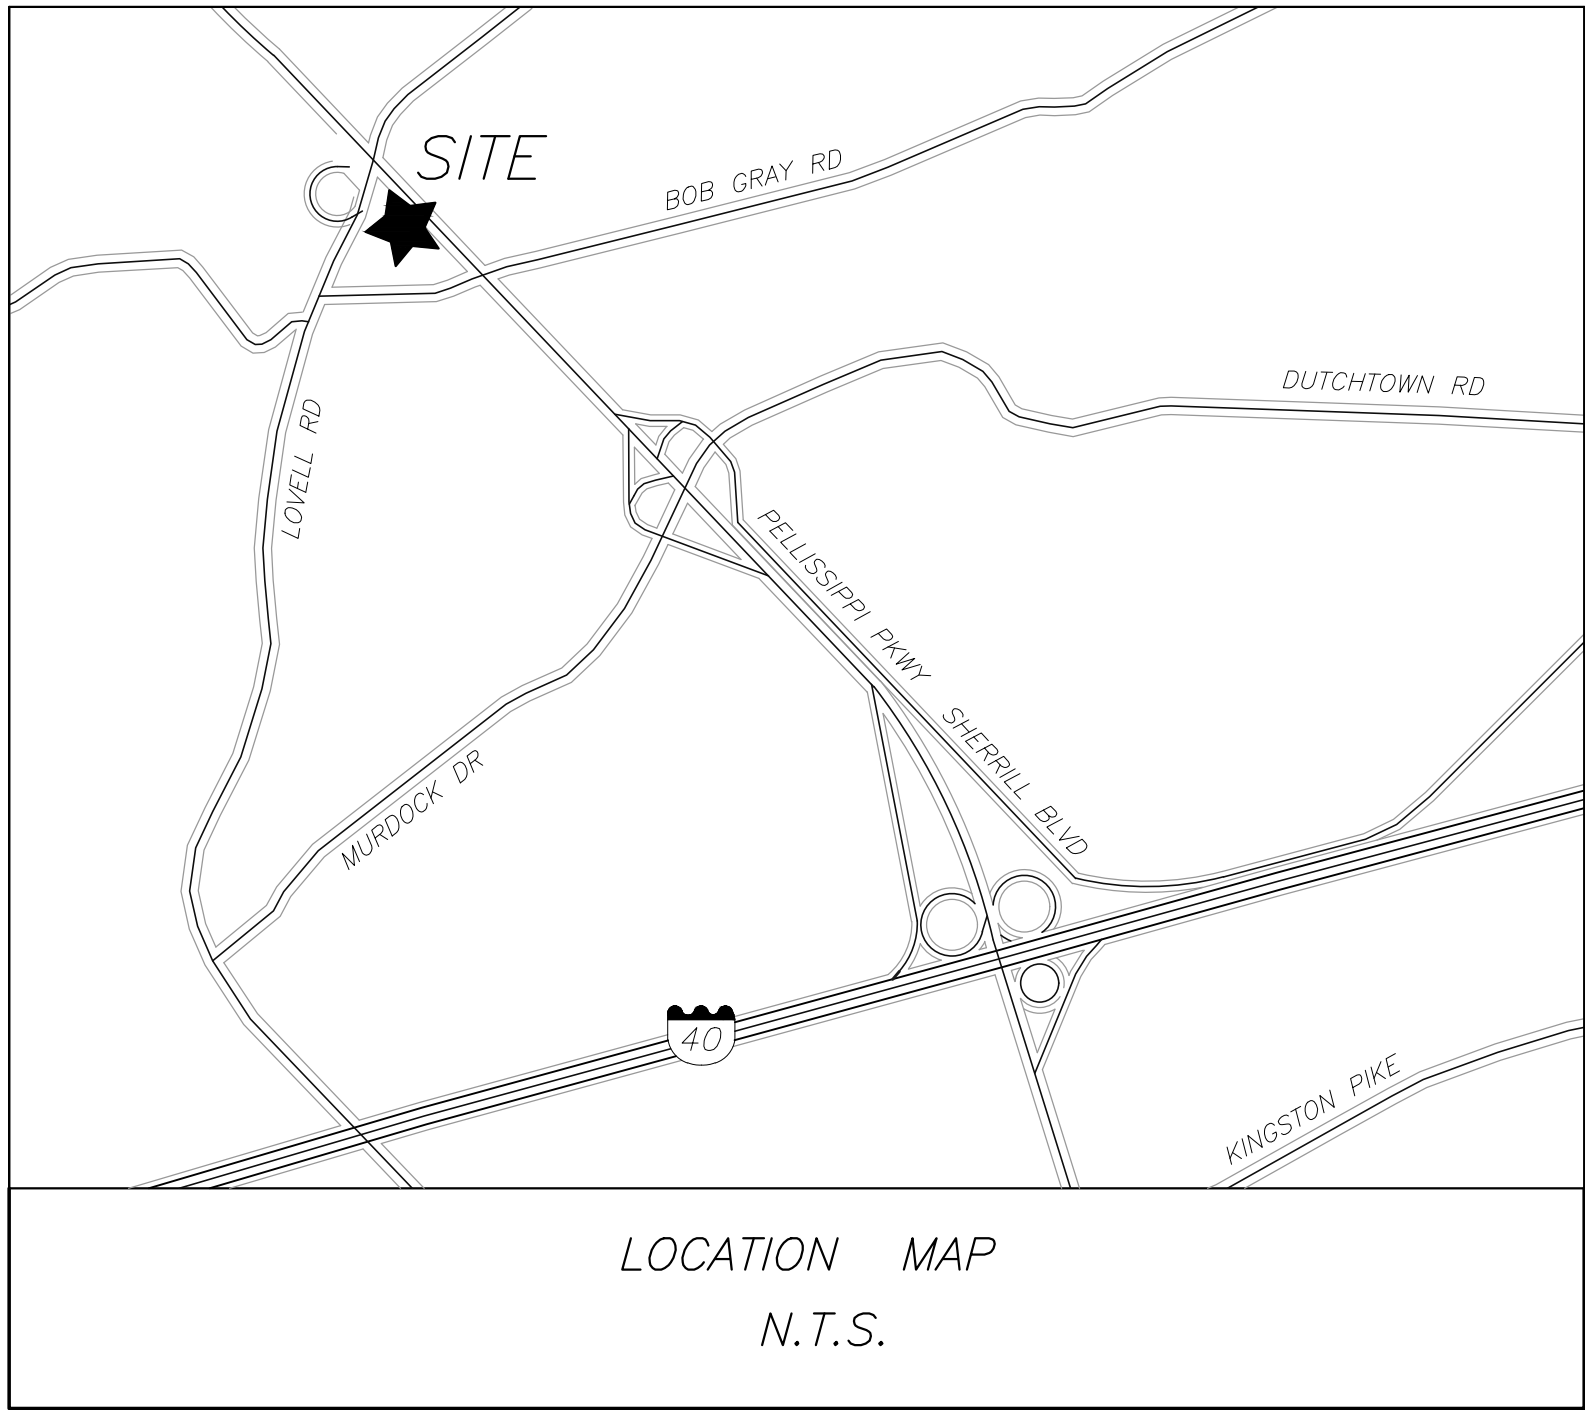 SITE
BOB GRAY RD
DUTCHTOWN RD
LOVELL RD
PELLISSIPPI PKWY
SHERRILL BLVD
MURDOCK DR
40
KINGSTON PIKE
LOCATION MAP
N.T.S.